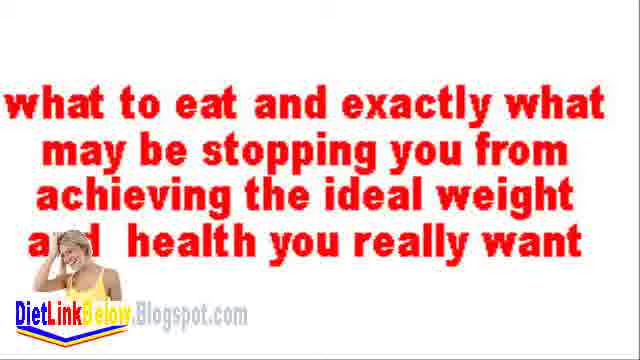 what to eat and exactly what
may be stopping you from
achieving the ideal weight
and health you really want
DietLinkBelow.Blogspot.com